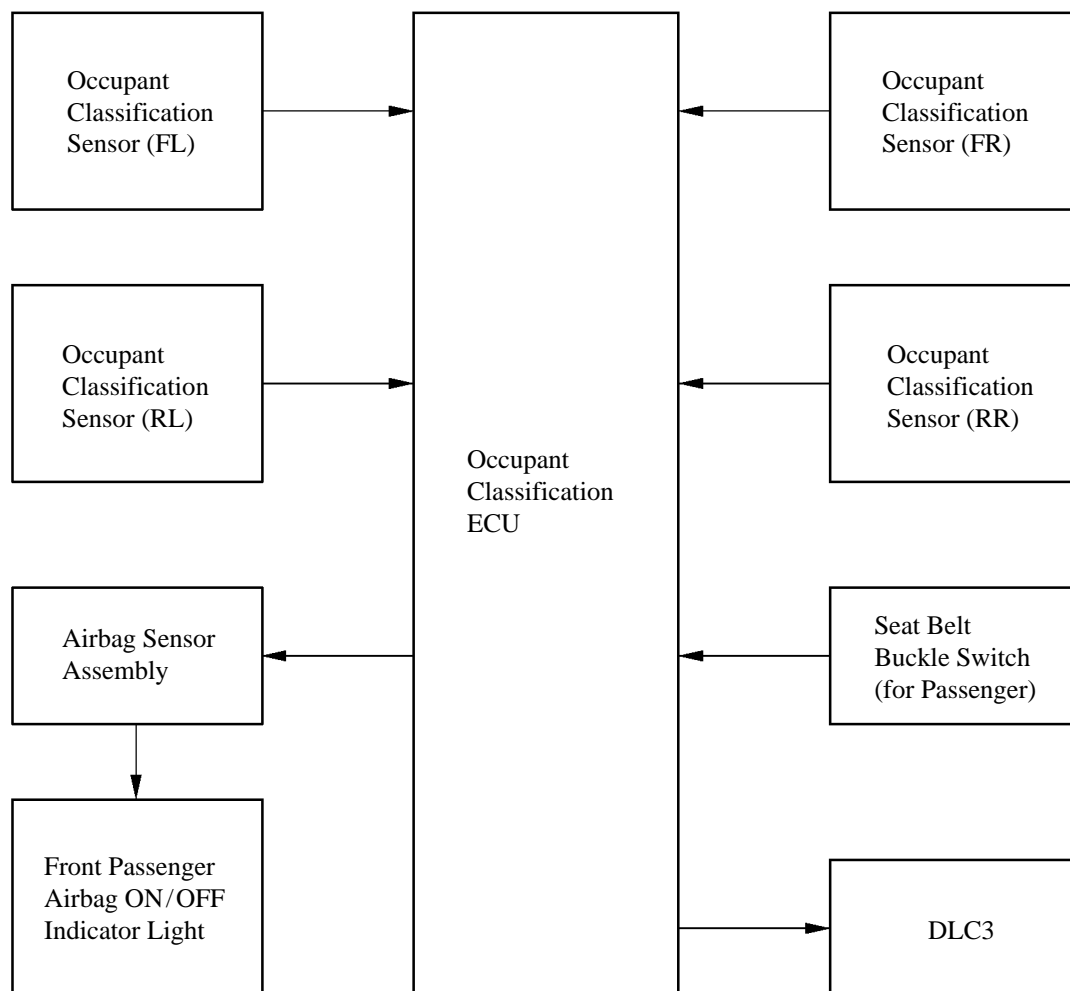 Occupant
Classification
Sensor (FL)
Occupant
Classification
Sensor (FR)
Occupant
Classification
Sensor (RL)
Occupant
Classification
Sensor (RR)
Occupant
Classification
ECU
Airbag Sensor
Assembly
Seat Belt
Buckle Switch
(for Passenger)
Front Passenger
Airbag ON/OFF
Indicator Light
DLC3